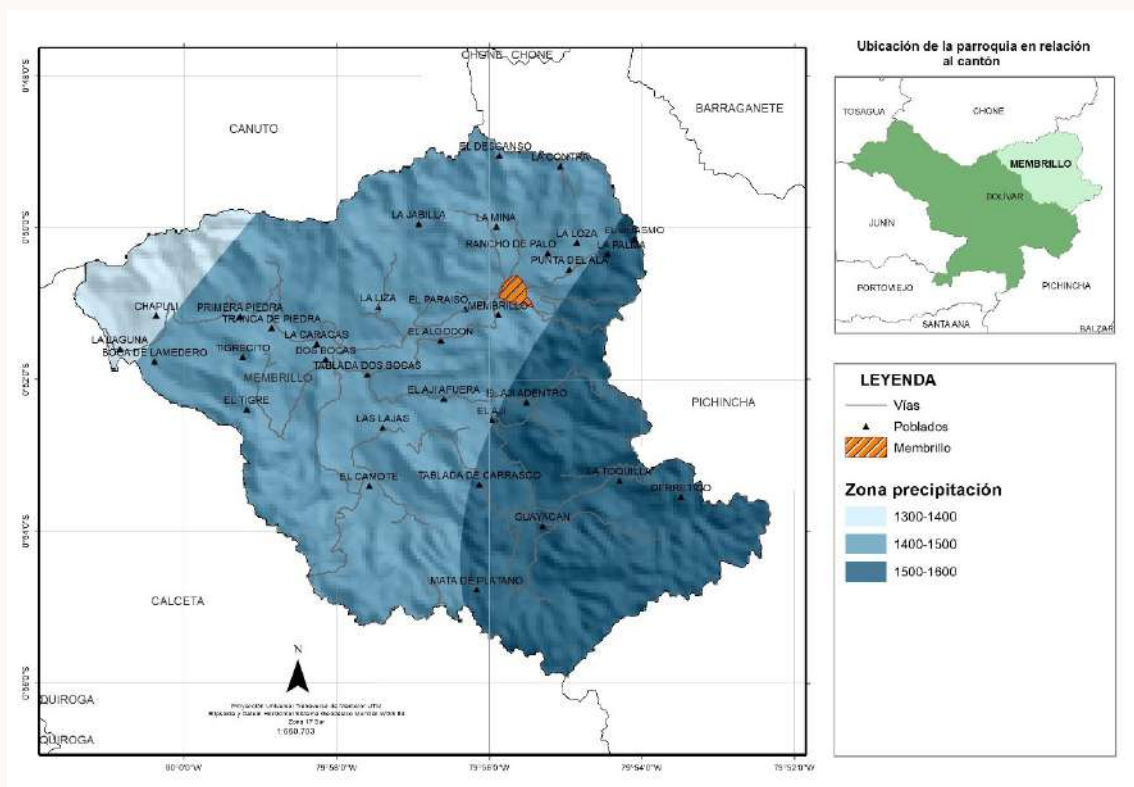 CHONE CHONE
BARRAGANETE
CANUTO
EL DESCANSO
LA CONTRA
LA JABILLA
LA MINA
LA LOZA
RANCHO DE PALO
LA PALMA
PUNTA DEL ALA
CHAPULI
PRIMERA PIEDRA
LA LIZA
EL PARAISO
MEMBRILLO
TRANCA DE PIEDRA
LA LAGUNA
BOCA DE LAMEDERO
TIGRECITO
LA CARACAS
DOS BOCAS
EL ALGODON
TABLADA DOS BOCAS
MEMBRILLO
EL TIGRE
EL AJI AFUERA
EL AJI ADENTRO
EL AJI
LAS LAJAS
PICHINCHA
EL CAMOTE
TABLADA DE CARRASCO
LA TOQUILLA
DERRETIDO
GUAYACAN
MATA DE PLATANO
CALCETA
QUIROGA
QUIROGA
N
Zona 17 Sur
80°0'0"W
79°58'0"W
79°56'0"W
79°54'0"W
79°52'0"W
Ubicación de la parroquia en relación
al cantón
TOSAGUA
CHONE
MEMBRILLO
BOLÍVAR
JUNÍN
PORTOVIEJO
PICHINCHA
SANTA ANA
BALZAR
LEYENDA
Vías
Poblados
Membrillo
Zona precipitación
1300-1400
1400-1500
1500-1600